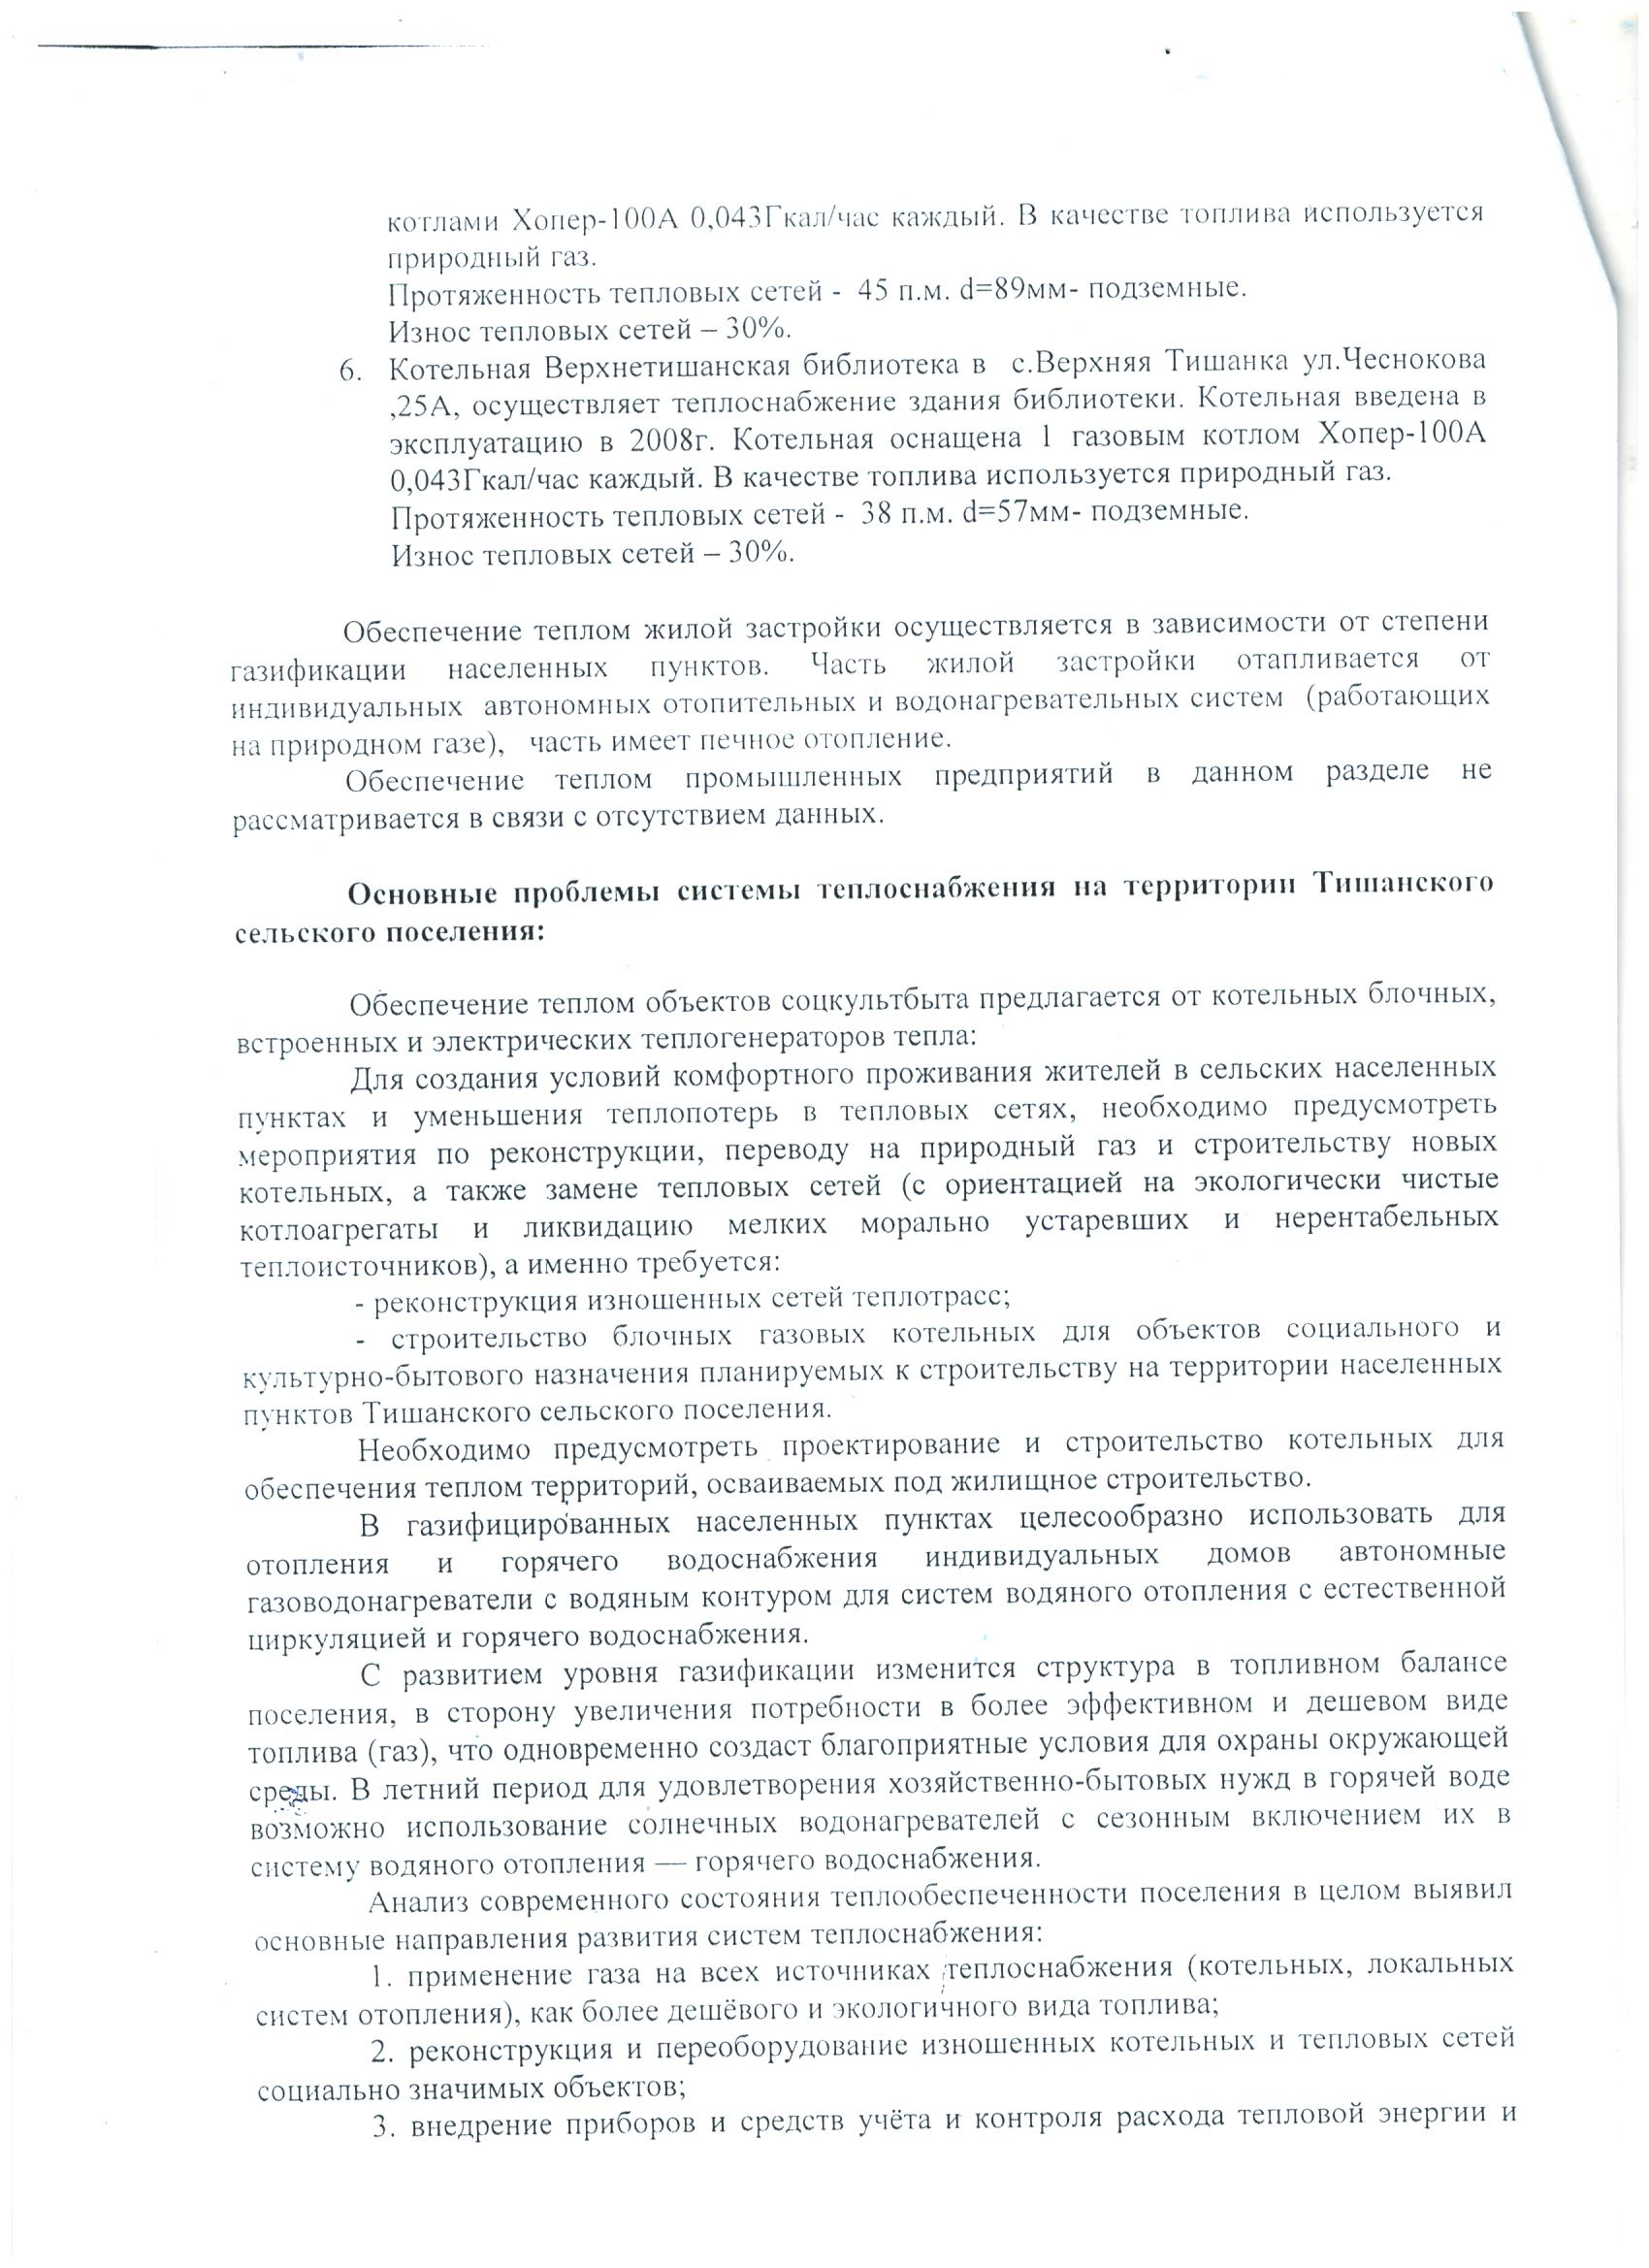 котлами Хопер-100А 0,043Гкал/час каждый. В качестве топлива используется
природный газ.
Протяженность тепловых сетей - 45 п.м. d=89мм- подземные.
Износ тепловых сетей – 30%.
6. Котельная Верхнетишанская библиотека в с.Верхняя Тишанка ул.Чеснокова
,25А, осуществляет теплоснабжение здания библиотеки. Котельная введена в
эксплуатацию в 2008г. Котельная оснащена 1 газовым котлом Хопер-100А
0,043Гкал/час каждый. В качестве топлива используется природный газ.
Протяженность тепловых сетей - 38 п.м. d=57мм- подземные.
Износ тепловых сетей – 30%.
Обеспечение теплом жилой застройки осуществляется в зависимости от степени
газификации населенных пунктов. Часть жилой застройки отапливается от
индивидуальных автономных отопительных и водонагревательных систем (работающих
на природном газе), часть имеет печное отопление.
Обеспечение теплом промышленных предприятий в данном разделе не
рассматривается в связи с отсутствием данных.
Основные проблемы системы теплоснабжения на территории Тишанского
сельского поселения:
Обеспечение теплом объектов соцкультбыта предлагается от котельных блочных,
встроенных и электрических теплогенераторов тепла:
Для создания условий комфортного проживания жителей в сельских населенных
пунктах и уменьшения теплопотерь в тепловых сетях, необходимо предусмотреть
мероприятия по реконструкции, переводу на природный газ и строительству новых
котельных, а также замене тепловых сетей (с ориентацией на экологически чистые
котлоагрегаты и ликвидацию мелких морально устаревших и нерентабельных
теплоисточников), а именно требуется:
- реконструкция изношенных сетей теплотрасс;
- строительство блочных газовых котельных для объектов социального и
культурно-бытового назначения планируемых к строительству на территории населенных
пунктов Тишанского сельского поселения.
Необходимо предусмотреть проектирование и строительство котельных для
обеспечения теплом территорий, осваиваемых под жилищное строительство.
В газифицированных населенных пунктах целесообразно использовать для
отопления и горячего водоснабжения индивидуальных домов автономные
газоводонагреватели с водяным контуром для систем водяного отопления с естественной
циркуляцией и горячего водоснабжения.
С развитием уровня газификации изменится структура в топливном балансе
поселения, в сторону увеличения потребности в более эффективном и дешевом виде
топлива (газ), что одновременно создаст благоприятные условия для охраны окружающей
среды. В летний период для удовлетворения хозяйственно-бытовых нужд в горячей воде
возможно использование солнечных водонагревателей с сезонным включением их в
систему водяного отопления — горячего водоснабжения.
Анализ современного состояния теплообеспеченности поселения в целом выявил
основные направления развития систем теплоснабжения:
1. применение газа на всех источниках теплоснабжения (котельных, локальных
систем отопления), как более дешёвого и экологичного вида топлива;
2. реконструкция и переоборудование изношенных котельных и тепловых сетей
социально значимых объектов;
3. внедрение приборов и средств учёта и контроля расхода тепловой энергии и